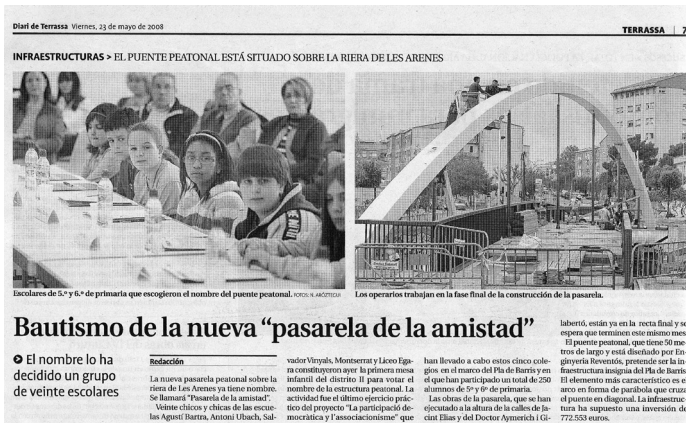 Diari de Terrassa Viernes, 23 de mayo de 2008
TERRASSA | 7
INFRAESTRUCTURAS > EL PUENTE PEATONAL ESTÁ SITUADO SOBRE LA RIERA DE LES ARENES
Escolares de 5.º y 6.º de primaria que escogieron el nombre del puente peatonal. FOTOS: N. ARÓZTEGUI
Los operarios trabajan en la fase final de la construcción de la pasarela.
Bautismo de la nueva “pasarela de la amistad”
El nombre lo ha
decidido un grupo
de veinte escolares
Redacción
La nueva pasarela peatonal sobre la
riera de Les Arenes ya tiene nombre.
Se llamará “Pasarela de la amistad”.
Veinte chicos y chicas de las escue-
las Agustí Bartra, Antoni Ubach, Sal-
vador Vinyals, Montserrat y Liceo Ega-
ra constituyeron ayer la primera mesa
infantil del distrito II para votar el
nombre de la estructura peatonal. La
actividad fue el último ejercicio prác-
tico del proyecto “La participació de-
mocràtica y l'associonisme” que
han llevado a cabo estos cinco cole-
gios en el marco del Pla de Barris y en
el que han participado un total de 250
alumnos de 5º y 6º de primaria.
Las obras de la pasarela, que se han
ejecutado a la altura de la calles de Ja-
cint Elias y del Doctor Aymerich i Gi-
labertó, están ya en la recta final y se
espera que terminen este mismo mes.
El puente peatonal, que tiene 50 me-
tros de largo y está diseñado por En-
ginyeria Reventós, pretende ser la in-
fraestructura insignia del Pla de Barris.
El elemento más característico es el
arco en forma de parábola que cruza
el puente en diagonal. La infraestruc-
tura ha supuesto una inversión de
772.553 euros.